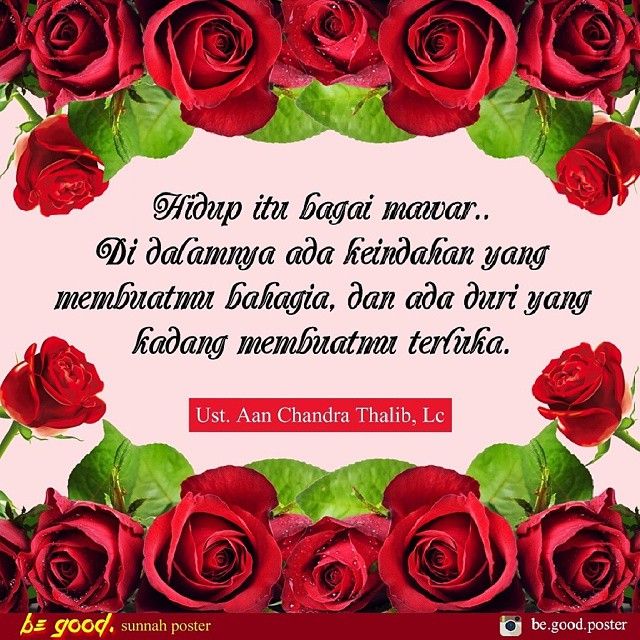 Hidup itu bagai mawar..
Di dalamnya ada keindahan yang
membuatmu bahagia, dan ada duri yang
kadang membuatmu terluka.
Ust. Aan Chandra Thalib, Lc
be good. sunnah poster
be.good.poster